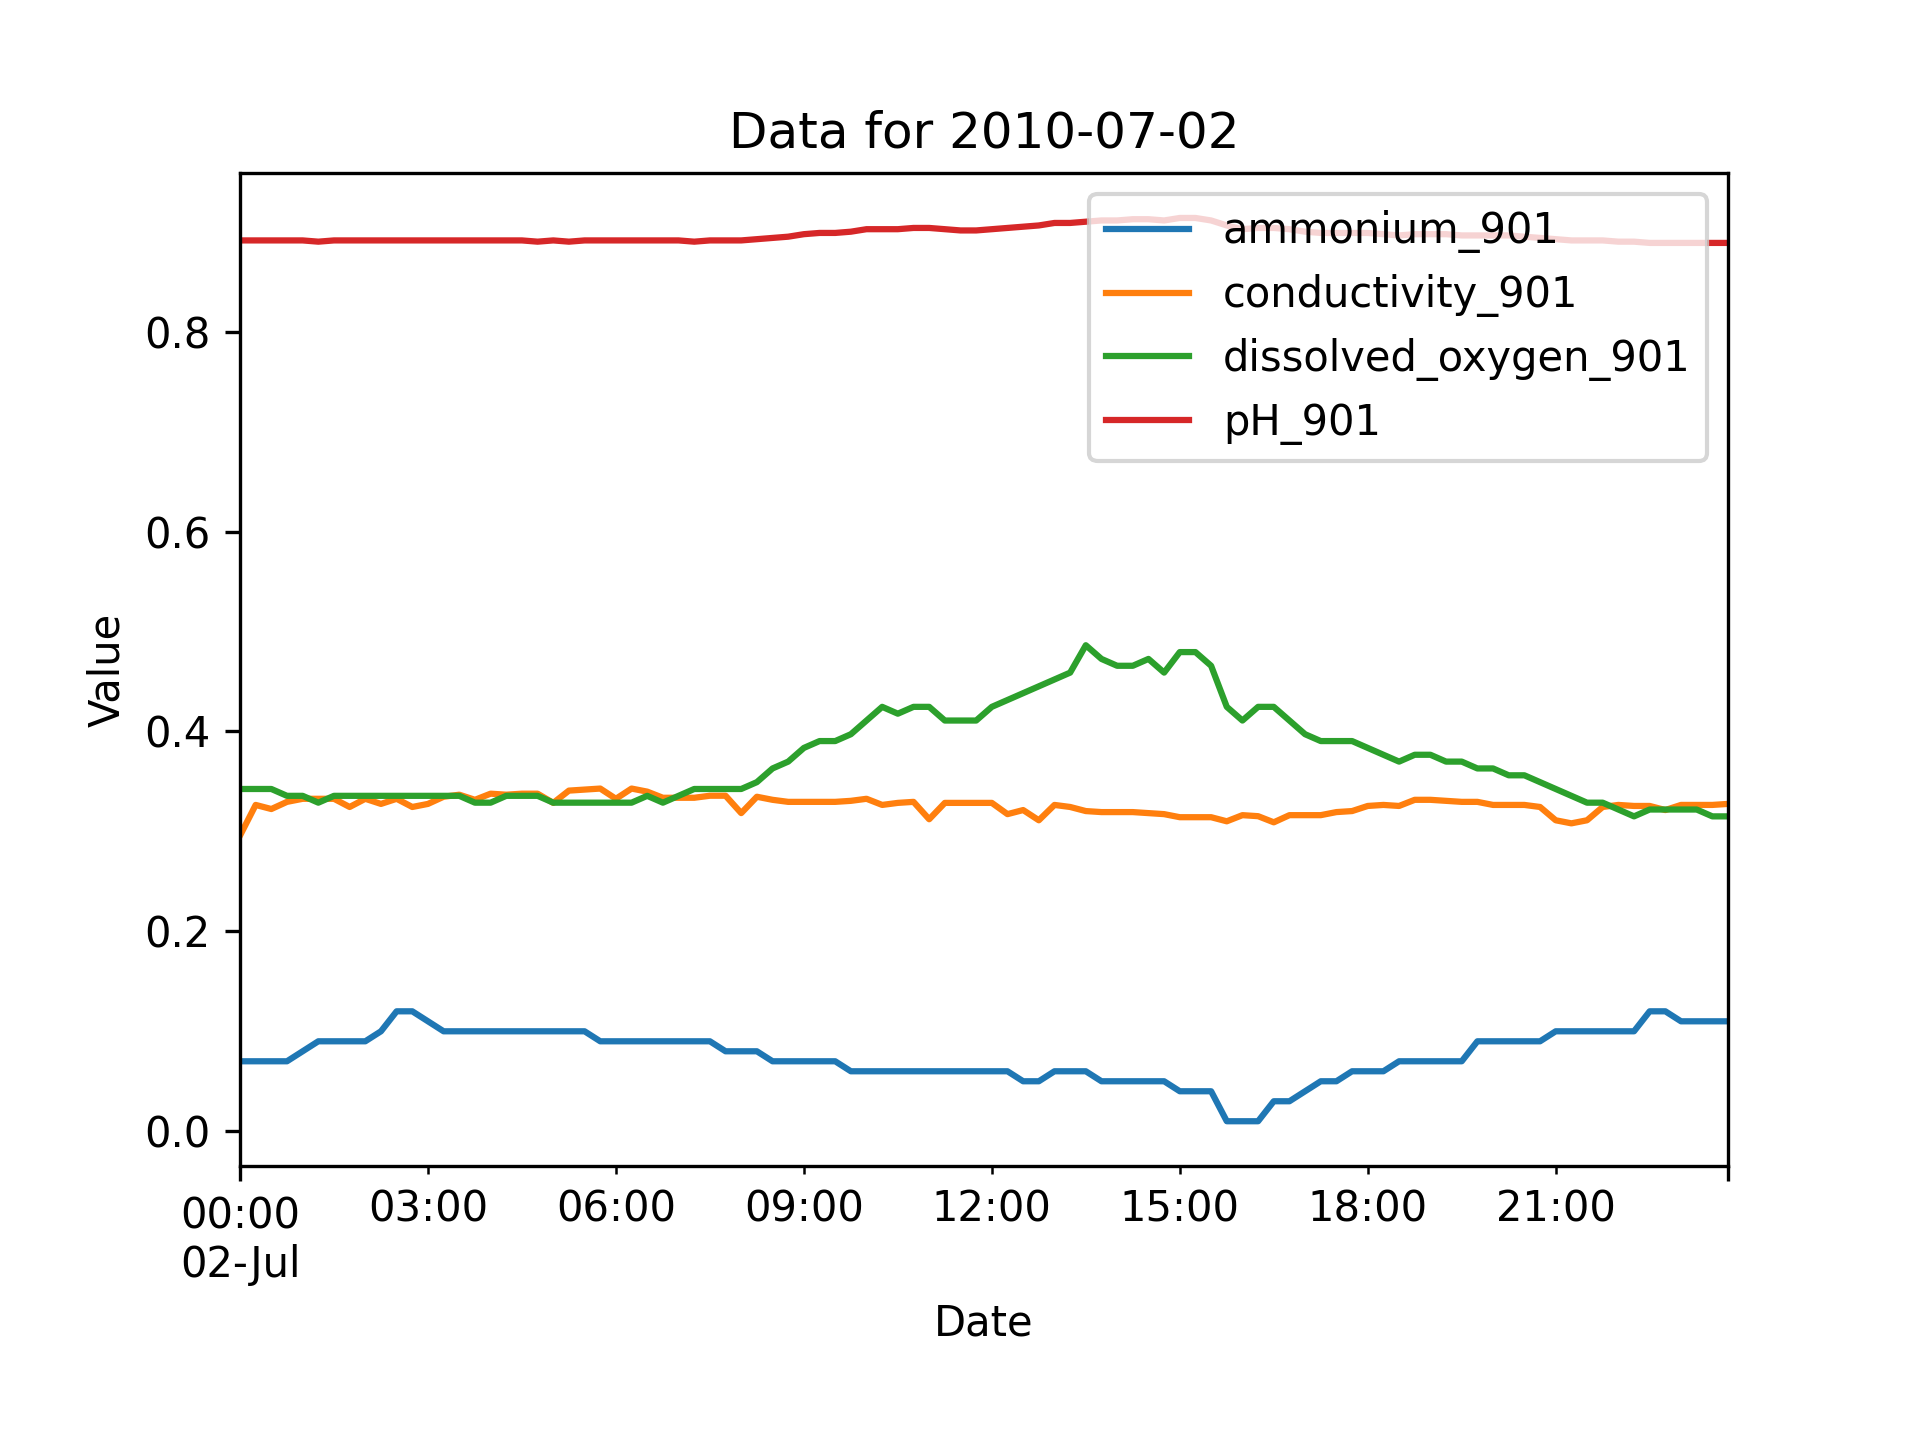 Data for 2010-07-02
ammonium_901
conductivity_901
dissolved_oxygen_901
pH_901
Value
0.8
0.6
0.4
0.2
0.0
00:00 03:00 06:00 09:00 12:00 15:00 18:00 21:00
02-Jul
Date